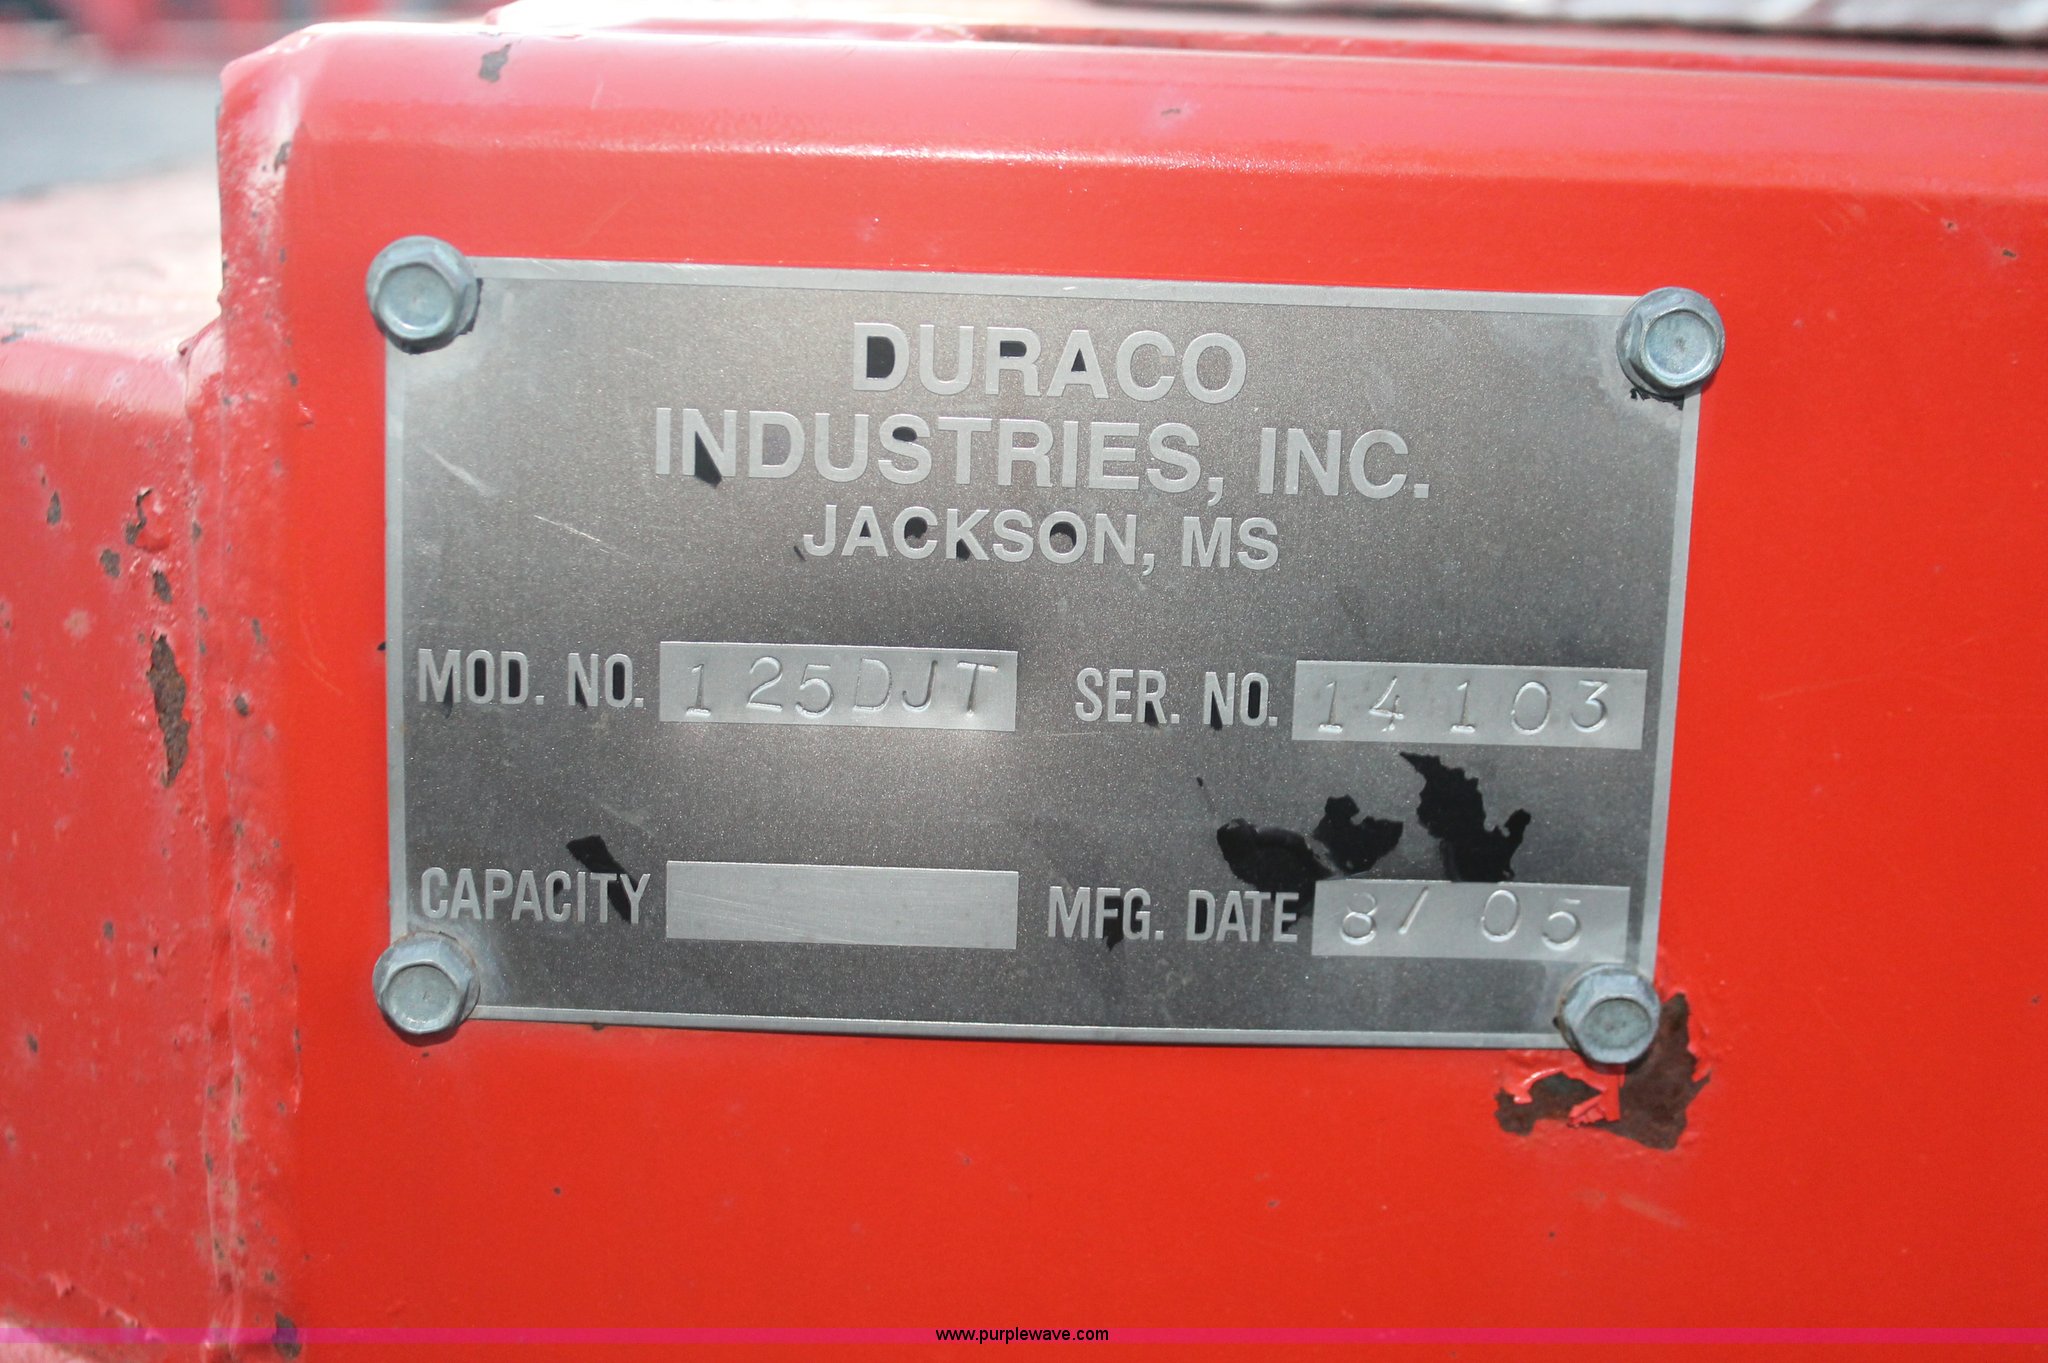 DURACO
INDUSTRIES, INC.
JACKSON, MS
MOD. NO. 125DJT SER. NO. 14103
CAPACITY MFG. DATE 8/05
www.purplewave.com